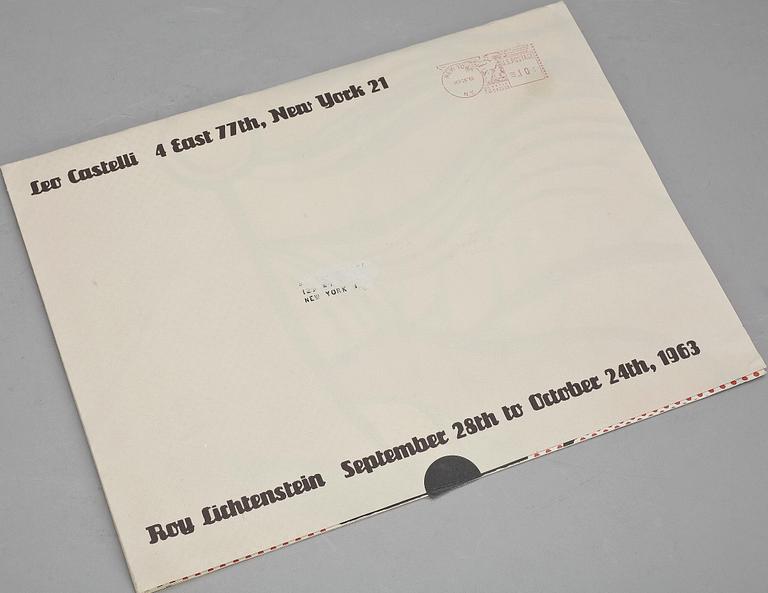 Leo Castelli 4 East 77th, New York 21
NEW YORK
Roy Lichtenstein September 28th to October 24th, 1963